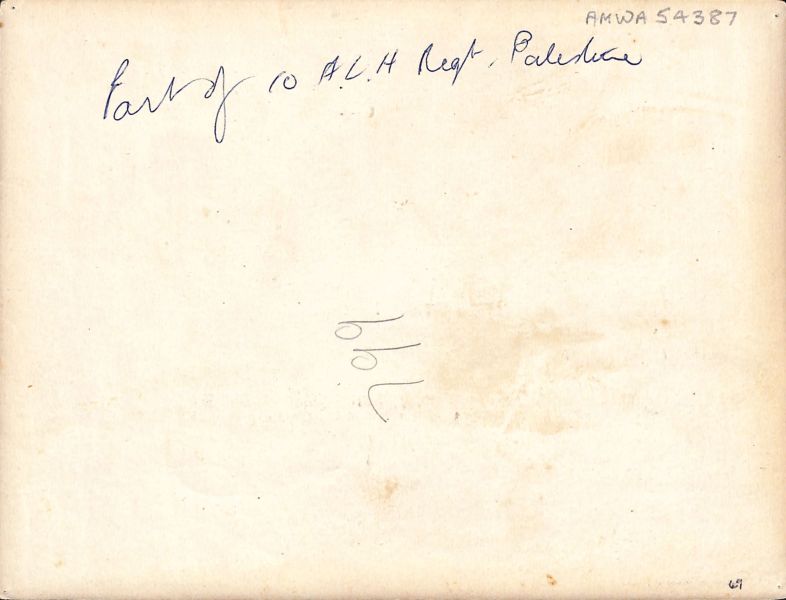 AMWA 54387
Part of 10 A.L.H Regt, Palestine
69